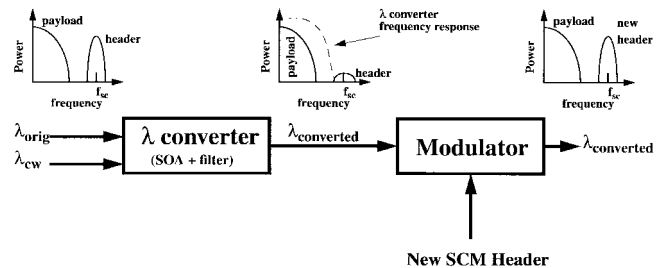 payload
header
Power
f_sc
frequency
λ converter
frequency response
payload
header
Power
f_sc
frequency
payload
new
header
Power
f_sc
frequency
λ_orig
λ_cw
λ converter
(SOA + filter)
λ_converted
Modulator
λ_converted
New SCM Header